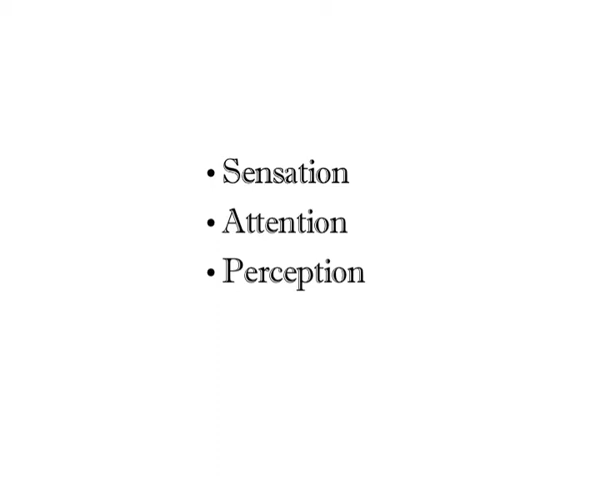 • Sensation
• Attention
• Perception